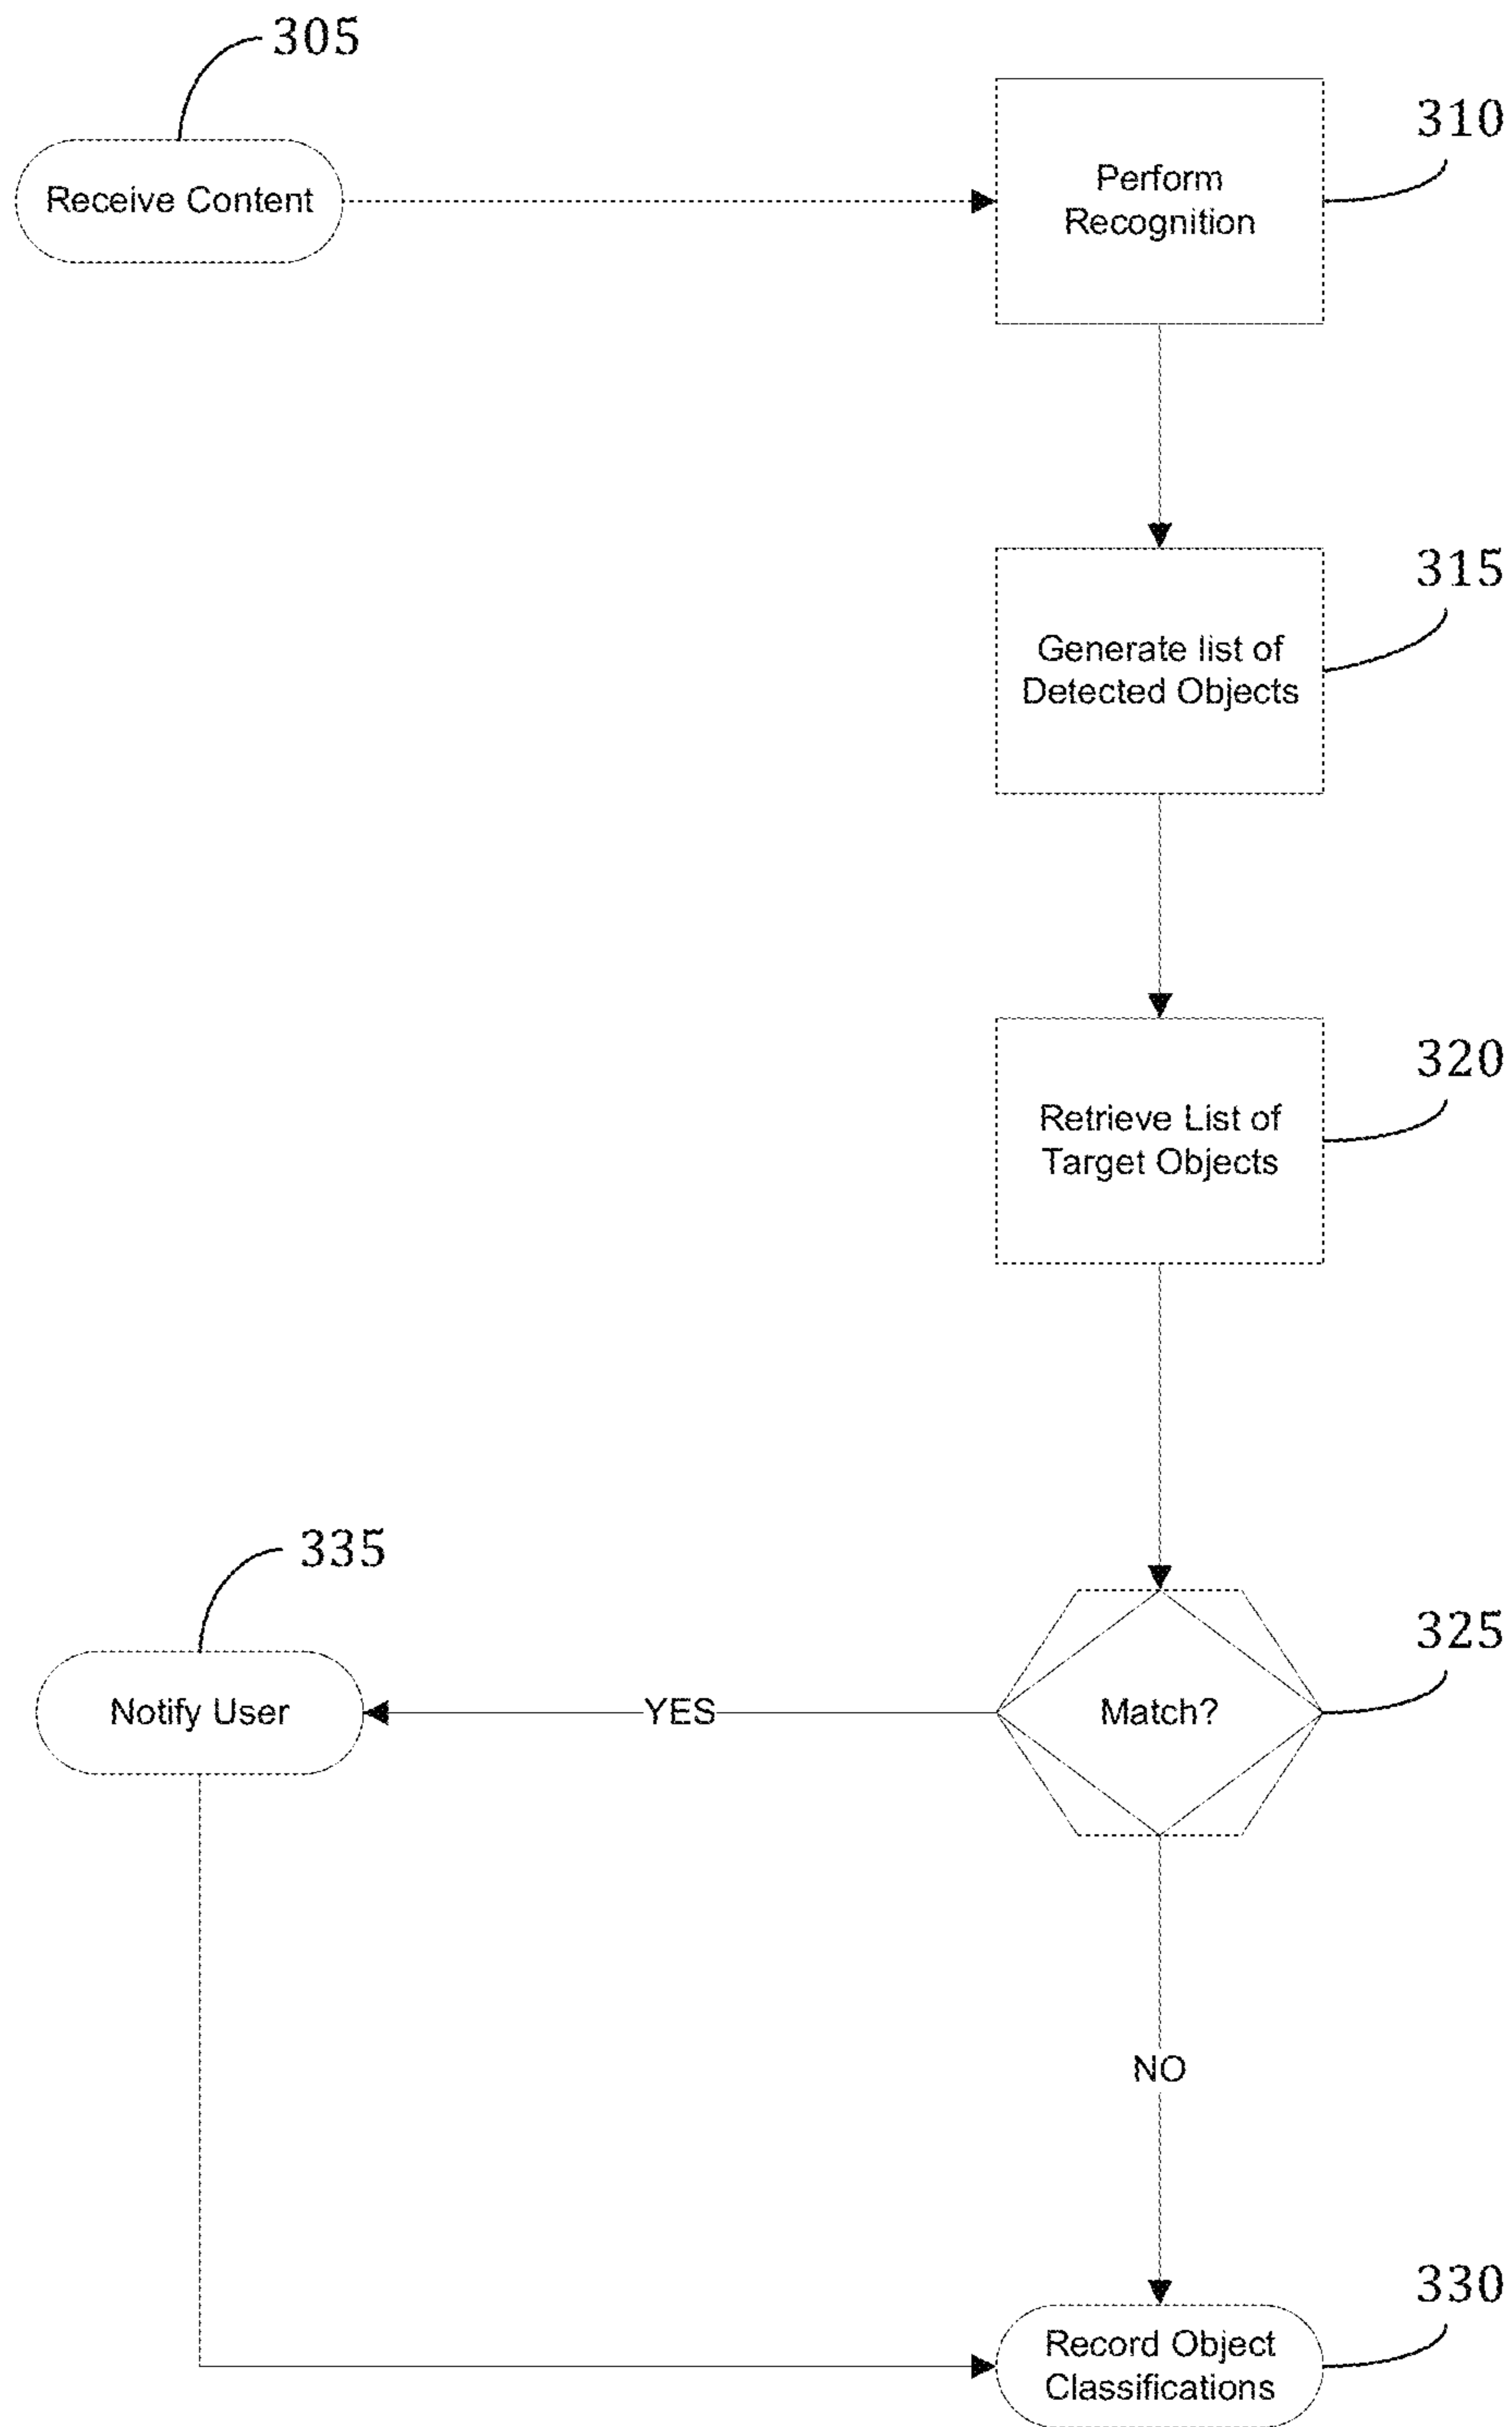 305
Receive Content
310
Perform
Recognition
315
Generate list of
Detected Objects
320
Retrieve List of
Target Objects
335
Notify User
YES
325
Match?
NO
330
Record Object
Classifications